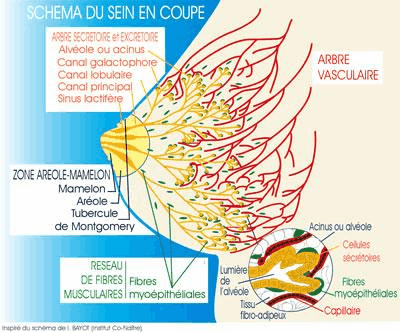 SCHEMA DU SEIN EN COUPE
ARBRE SECRETOIRE et EXCRETOIRE
Alvéole ou acinus
Canal galactophore
Canal lobulaire
Canal principal
Sinus lactifère
ARBRE
VASCULAIRE
ZONE AREOLE-MAMELON
Mamelon
Aréole
Tubercule
de Montgomery
RESEAU
DE FIBRES
MUSCULAIRES
Fibres
myoépithéliales
Acinus ou alvéole
Cellules
sécrétoires
Lumière
de l'alvéole
Fibres
myoépithéliales
Tissu
fibro-adipeux
Capillaire
Inspiré du schéma de I. BAYOT (Institut Co-Naître).